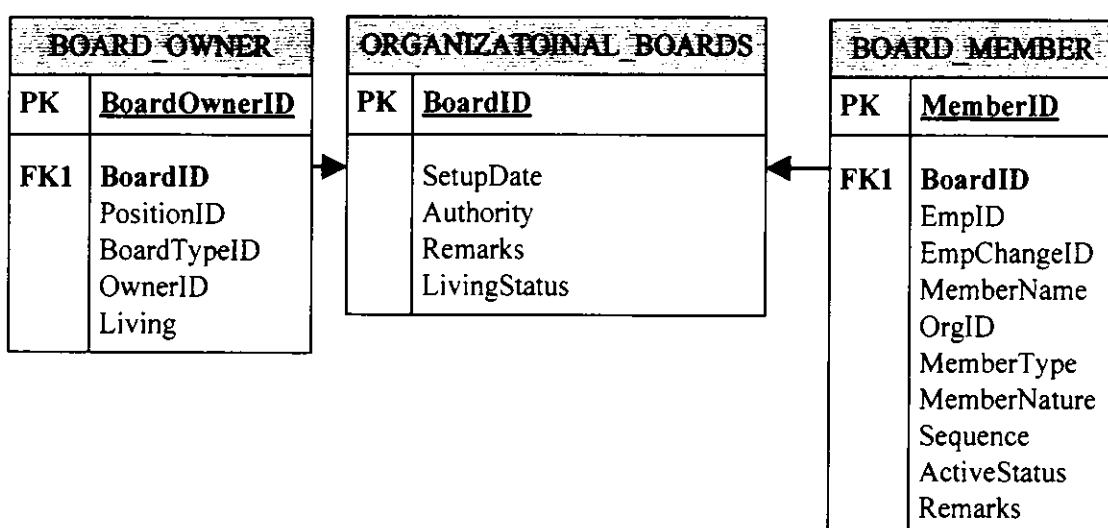 BOARD_OWNER
PK BoardOwnerID
FK1 BoardID
PositionID
BoardTypeID
OwnerID
Living
ORGANIZATOINAL_BOARDS
PK BoardID
SetupDate
Authority
Remarks
LivingStatus
BOARD_MEMBER
PK MemberID
FK1 BoardID
EmpID
EmpChangeID
MemberName
OrgID
MemberType
MemberNature
Sequence
ActiveStatus
Remarks